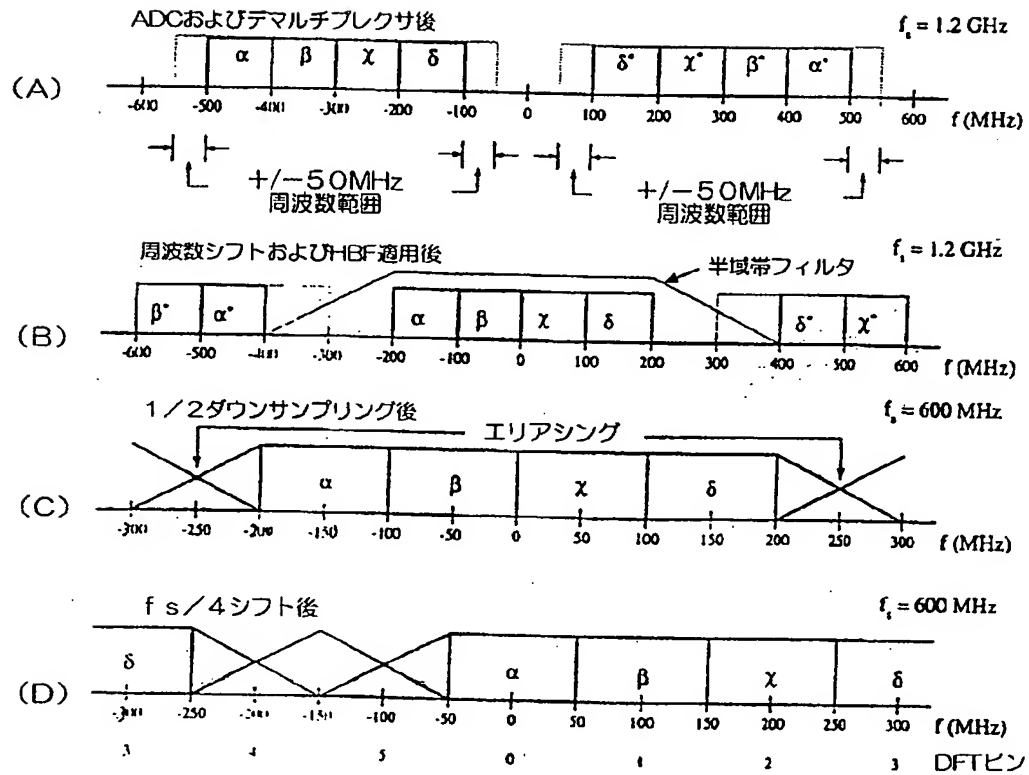 ADCおよびデマルチプレクサ後
f_s = 1.2 GHz
(A)
α β χ δ δ* χ* β* α*
-600 -500 -400 -300 -200 -100 0 100 200 300 400 500 600 f (MHz)
+/-50MHz
周波数範囲
+/-50MHz
周波数範囲
周波数シフトおよびHBF適用後
半域帯フィルタ
f_s = 1.2 GHz
(B)
β* α* α β χ δ δ* χ*
-600 -500 -400 -300 -200 -100 0 100 200 300 400 500 600
f (MHz)
1/2ダウンサンプリング後
f_s = 600 MHz
エリアシング
(C)
α β χ δ
-300 -250 -200 -150 -100 -50 0 50 100 150 200 250 300 f (MHz)
fs/4シフト後
f_s = 600 MHz
(D)
δ α β χ δ
-300 -250 -200 -150 -100 -50 0 50 100 150 200 250 300 f (MHz)
3 4 5 0 1 2 3 DFTビン